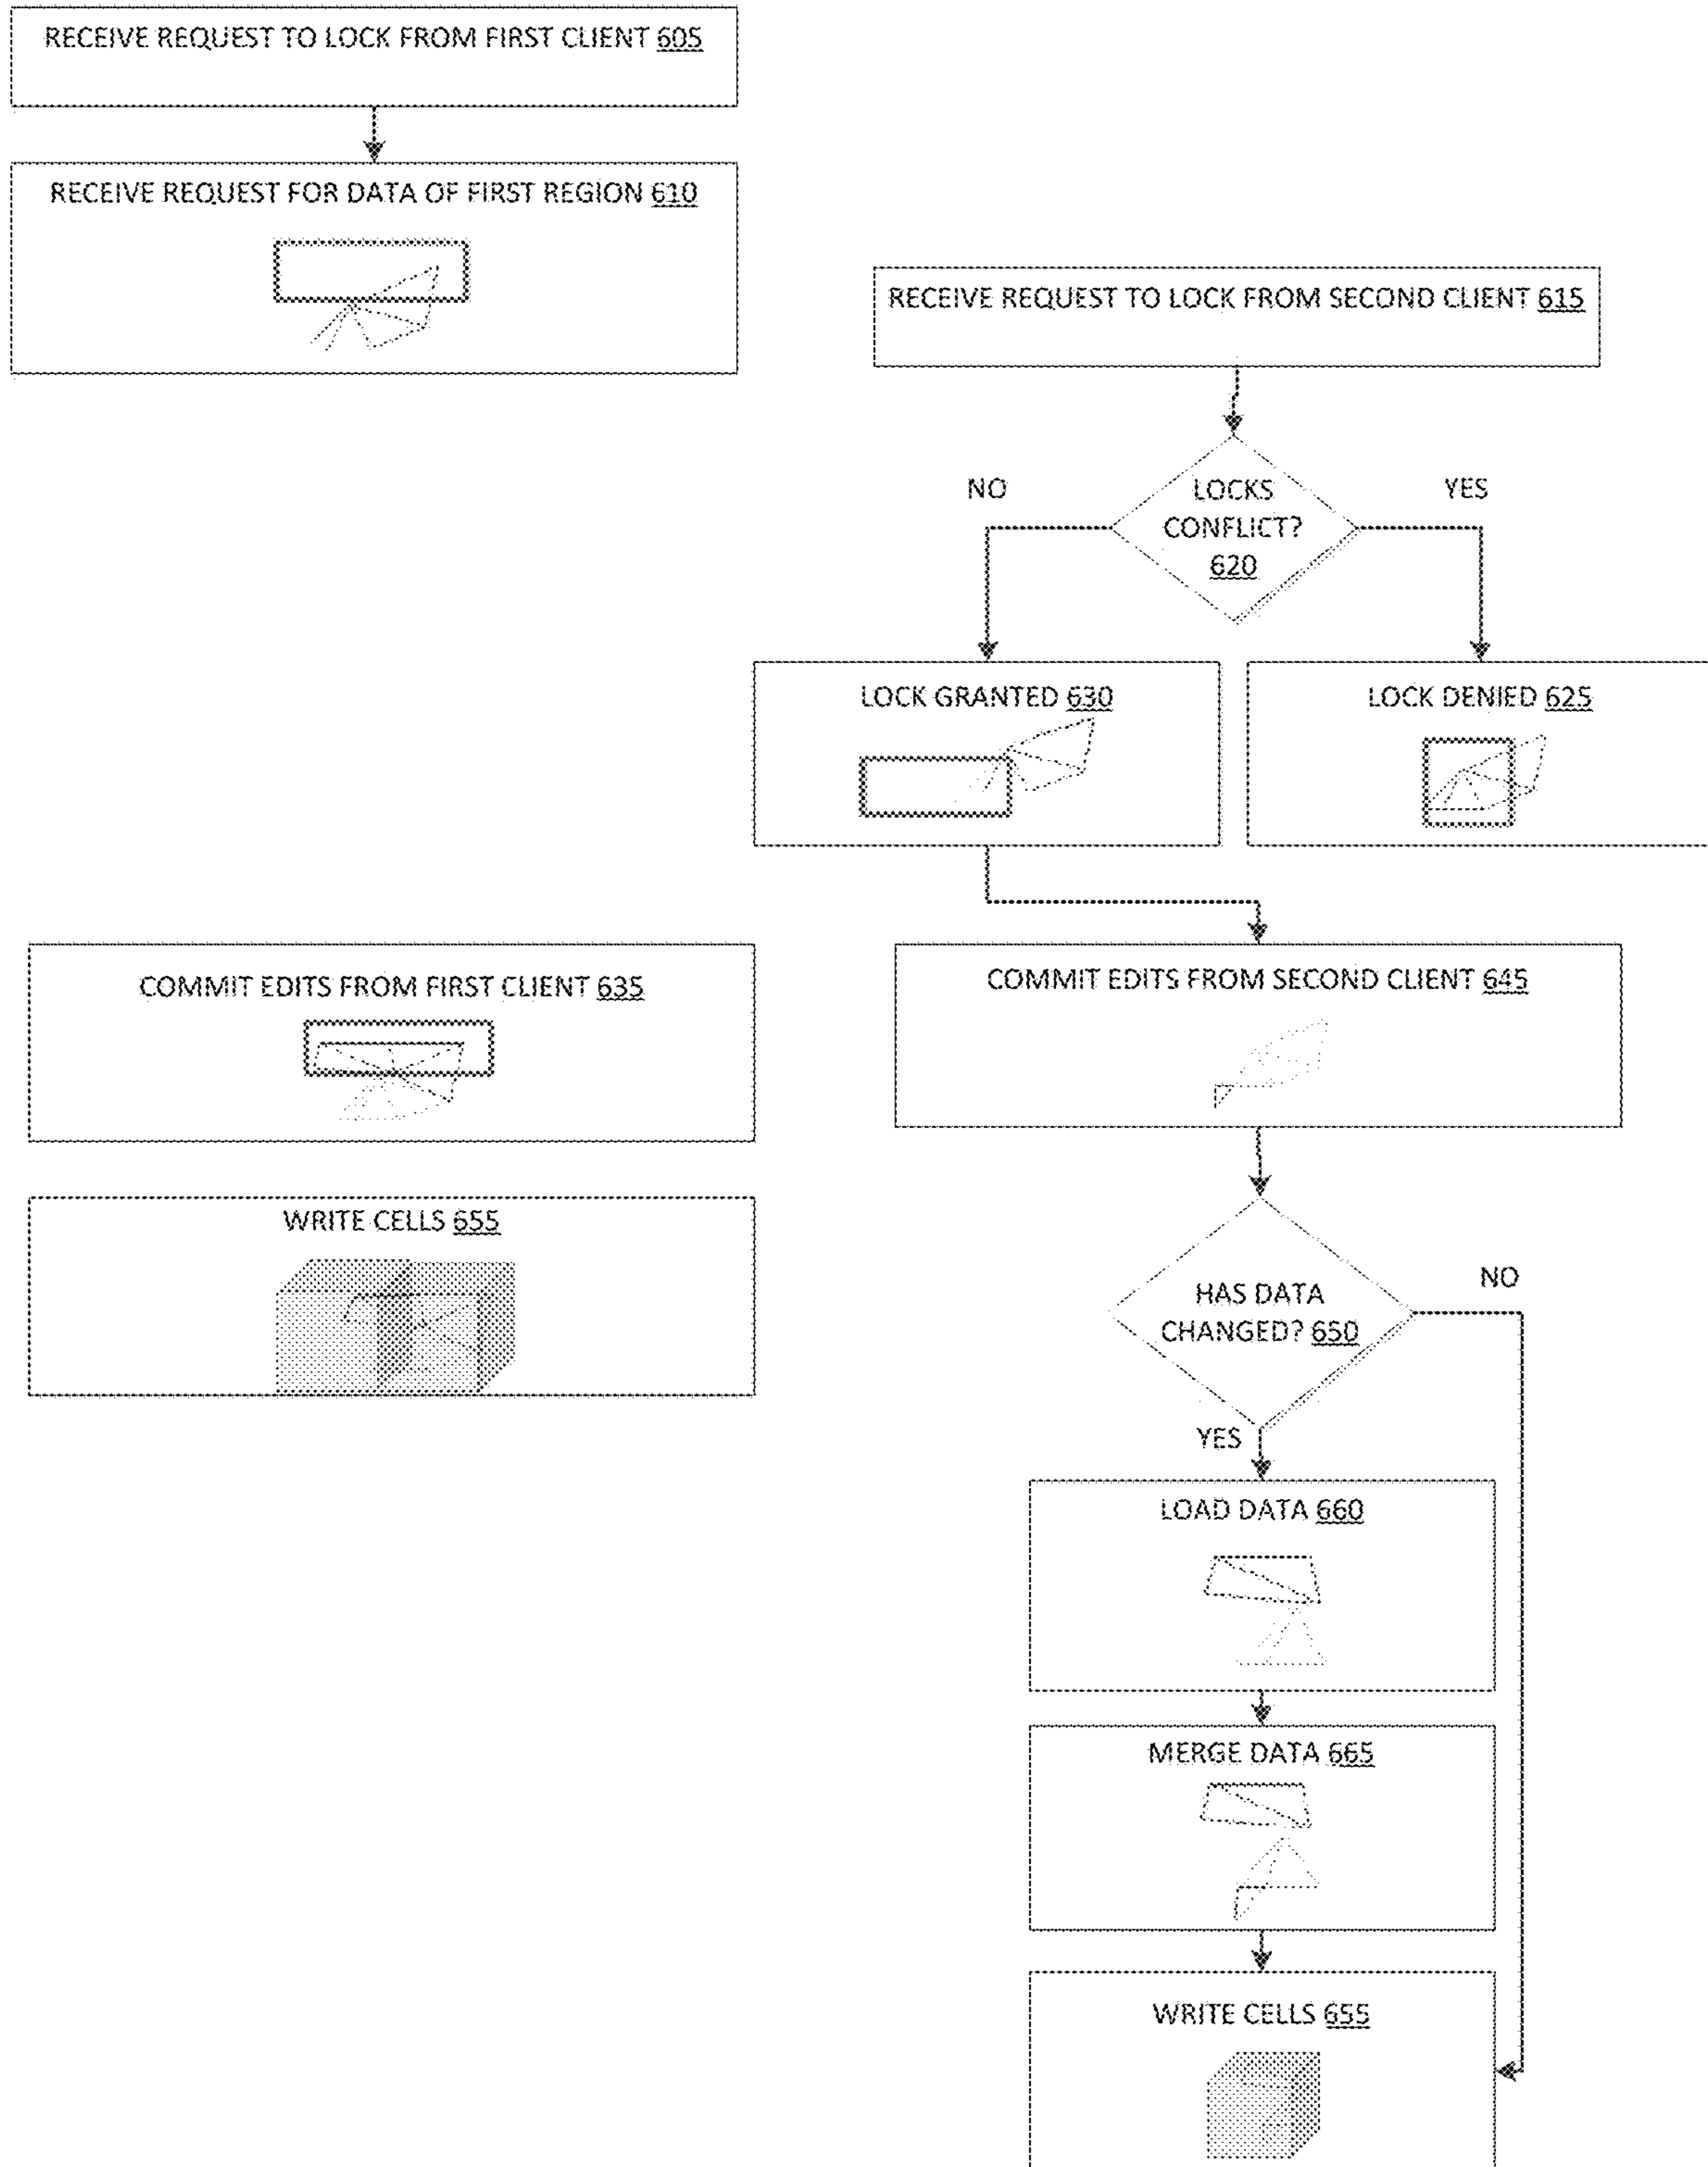 RECEIVE REQUEST TO LOCK FROM FIRST CLIENT 605
RECEIVE REQUEST FOR DATA OF FIRST REGION 610
RECEIVE REQUEST TO LOCK FROM SECOND CLIENT 615
NO
YES
LOCKS
CONFLICT?
620
LOCK GRANTED 630
LOCK DENIED 625
COMMIT EDITS FROM FIRST CLIENT 635
COMMIT EDITS FROM SECOND CLIENT 645
WRITE CELLS 655
HAS DATA
CHANGED? 650
NO
YES
LOAD DATA 660
MERGE DATA 665
WRITE CELLS 655